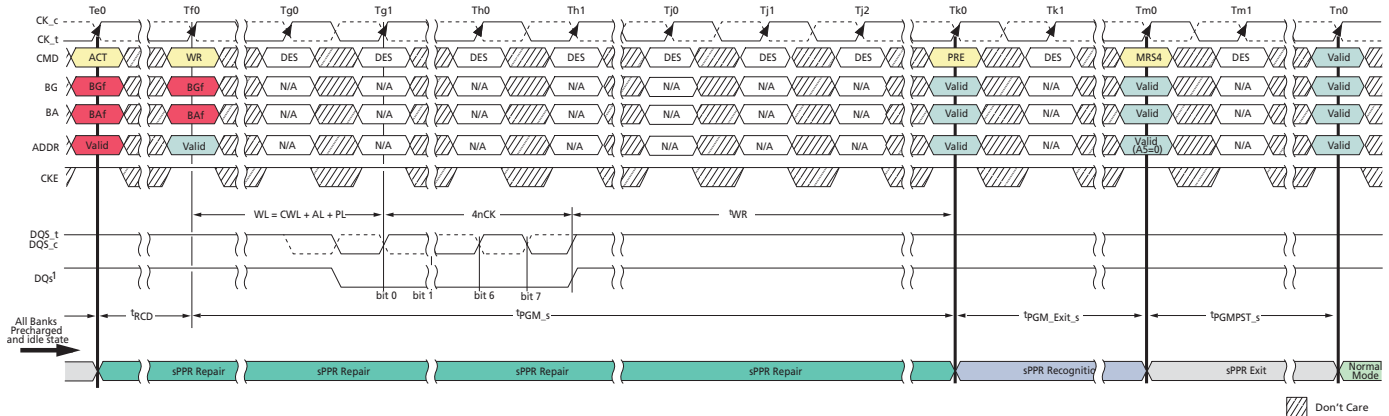 Te0 Tf0 Tg0 Tg1 Th0 Th1 Tj0 Tj1 Tj2 Tk0 Tk1 Tm0 Tm1 Tn0
CK_c
CK_t
CMD ACT WR DES DES DES DES DES DES DES PRE DES MRS4 DES Valid
BG BGf BGf N/A N/A N/A N/A N/A N/A N/A Valid N/A Valid N/A Valid
BA BAf BAf N/A N/A N/A N/A N/A N/A N/A Valid N/A Valid N/A Valid
ADDR Valid Valid N/A N/A N/A N/A N/A N/A N/A Valid N/A Valid (A5=0) N/A Valid
CKE
WL = CWL + AL + PL 4nCK tWR
DQS_t
DQS_c
DQs1
bit 0 bit 1 bit 6 bit 7
All Banks
Precharged
and idle state
tRCD tPGM_s tPGM_Exit_s tPGMPST_s
sPPR Repair sPPR Repair sPPR Repair sPPR Repair sPPR Recognitic sPPR Exit Normal
Mode
Don't Care